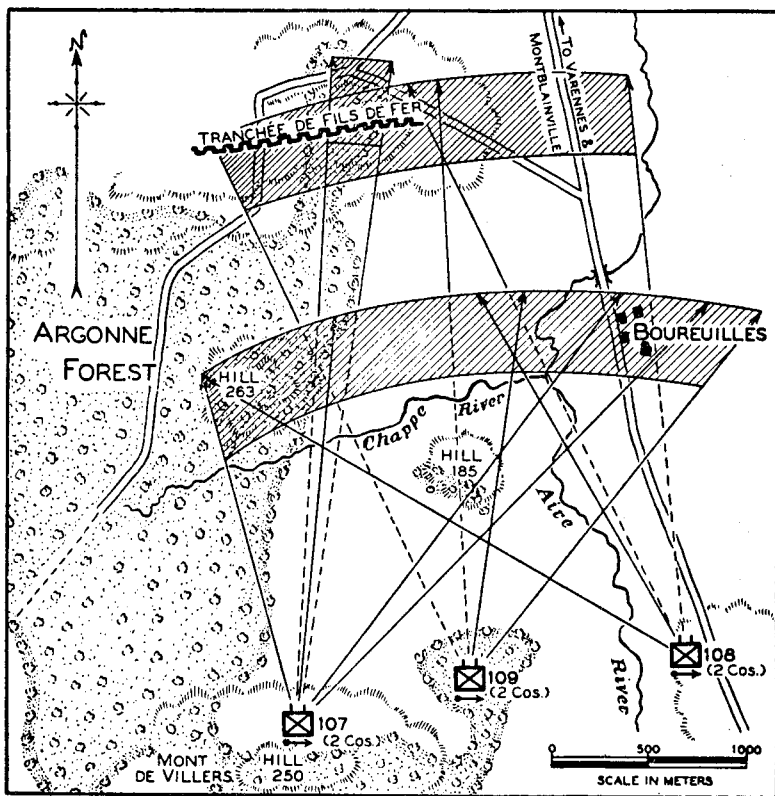 N
TO VARENNES &
MONTBLAINVILLE
TRANCHÉE DE FILS DE FER
ARGONNE
FOREST
BOUREUILLES
HILL
263
Chappe River
HILL
185
Aire
River
108
(2 Cos.)
109
(2 Cos.)
107
(2 Cos.)
MONT
DE VILLERS
HILL
250
0 500 1000
SCALE IN METERS